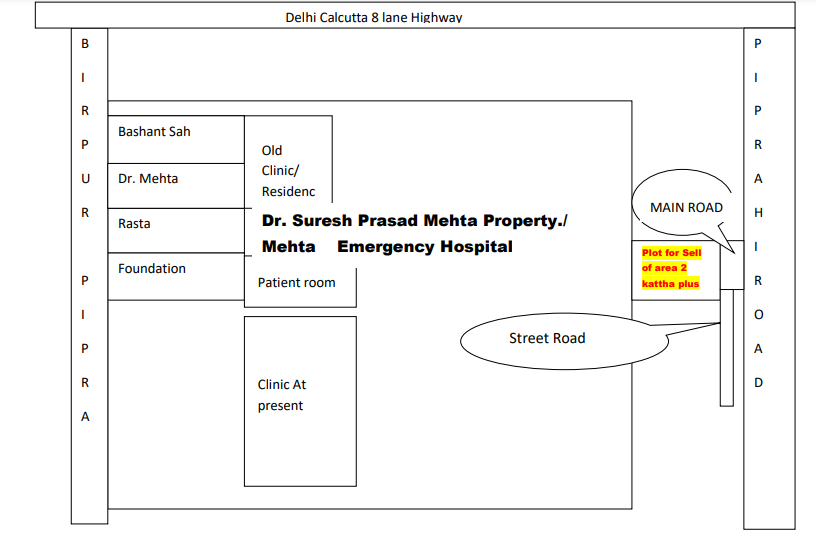 Delhi Calcutta 8 lane Highway
B
I
R
P
U
R
P
I
P
R
A
Bashant Sah
Dr. Mehta
Rasta
Foundation
Old
Clinic/
Residenc
Dr. Suresh Prasad Mehta Property./
Mehta Emergency Hospital
Patient room
Clinic At
present
MAIN ROAD
Plot for Sell
of area 2
kattha plus
Street Road
P
I
P
R
A
H
I
R
O
A
D